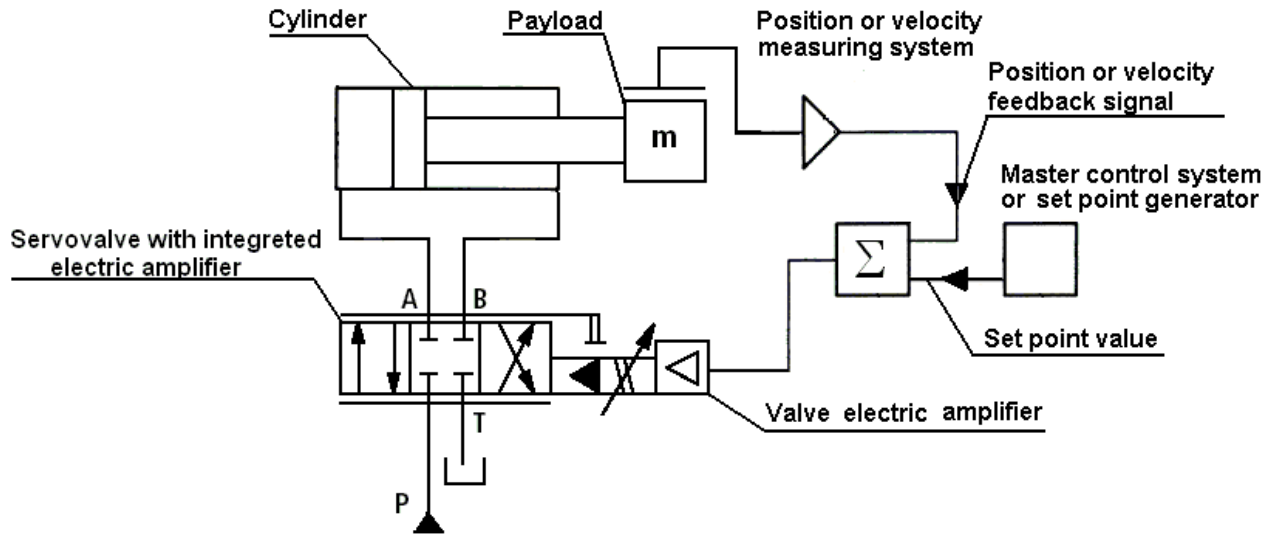 Cylinder
Payload
Position or velocity
measuring system
Position or velocity
feedback signal
m
Master control system
or set point generator
Servovalve with integreted
electric amplifier
Σ
A
B
Set point value
T
Valve electric amplifier
P